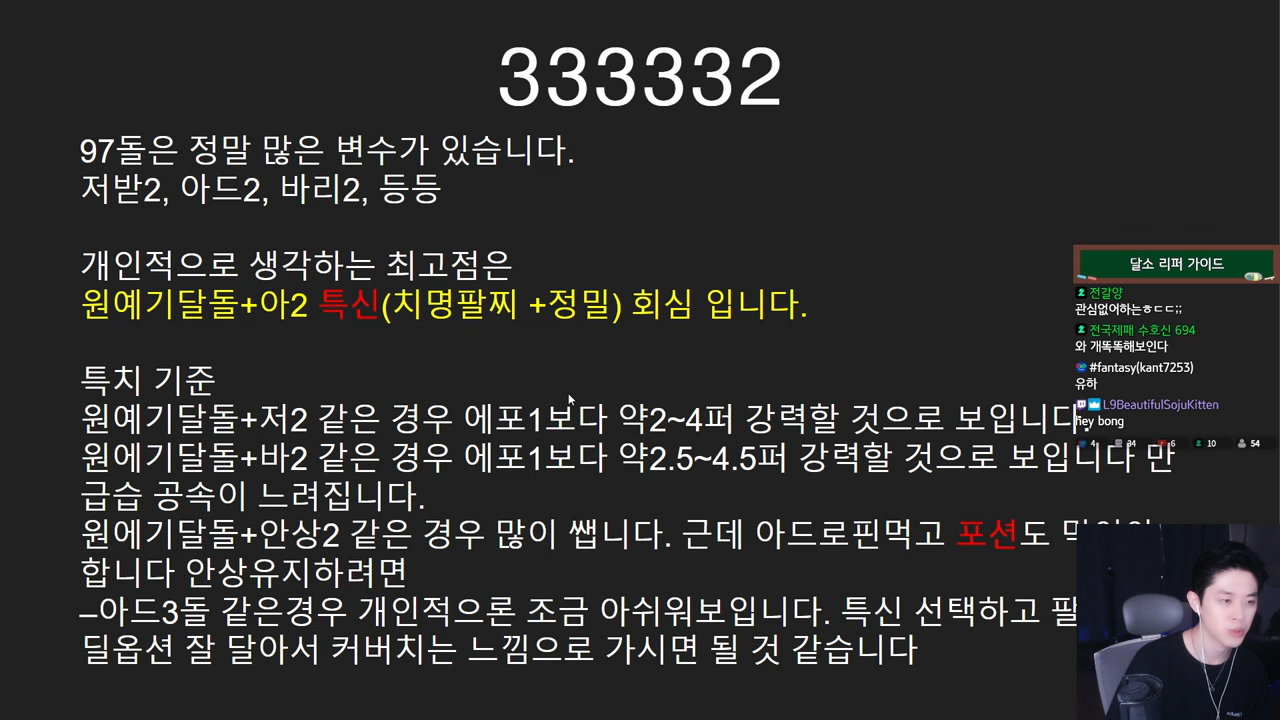 333332
97돌은 정말 많은 변수가 있습니다.
저받2, 아드2, 바리2, 등등
개인적으로 생각하는 최고점은
원예기달돌+아2 특신(치명팔찌 +정밀) 회심 입니다.
특치 기준
원예기달돌+저2 같은 경우 에포1보다 약2~4퍼 강력할 것으로 보입니다.
원예기달돌+바2 같은 경우 에포1보다 약2.5~4.5퍼 강력할 것으로 보입니다 만
급습 공속이 느려집니다.
원예기달돌+안상2 같은 경우 많이 쌥니다. 근데 아드로핀먹고 포션도
합니다 안상유지하려면
–아드3돌 같은경우 개인적으론 조금 아쉬워보입니다. 특신 선택하고
딜옵션 잘 달아서 커버치는 느낌으로 가시면 될 것 같습니다
달소 리퍼 가이드
전갈양
관심없어하는ㅎㄷㄷ;;
전국제패 수호신 694
와 개똑똑해보인다
#fantasy(kant7253)
유하
L9BeautifulSojuKitten
hey bong
4 34 6 10 54